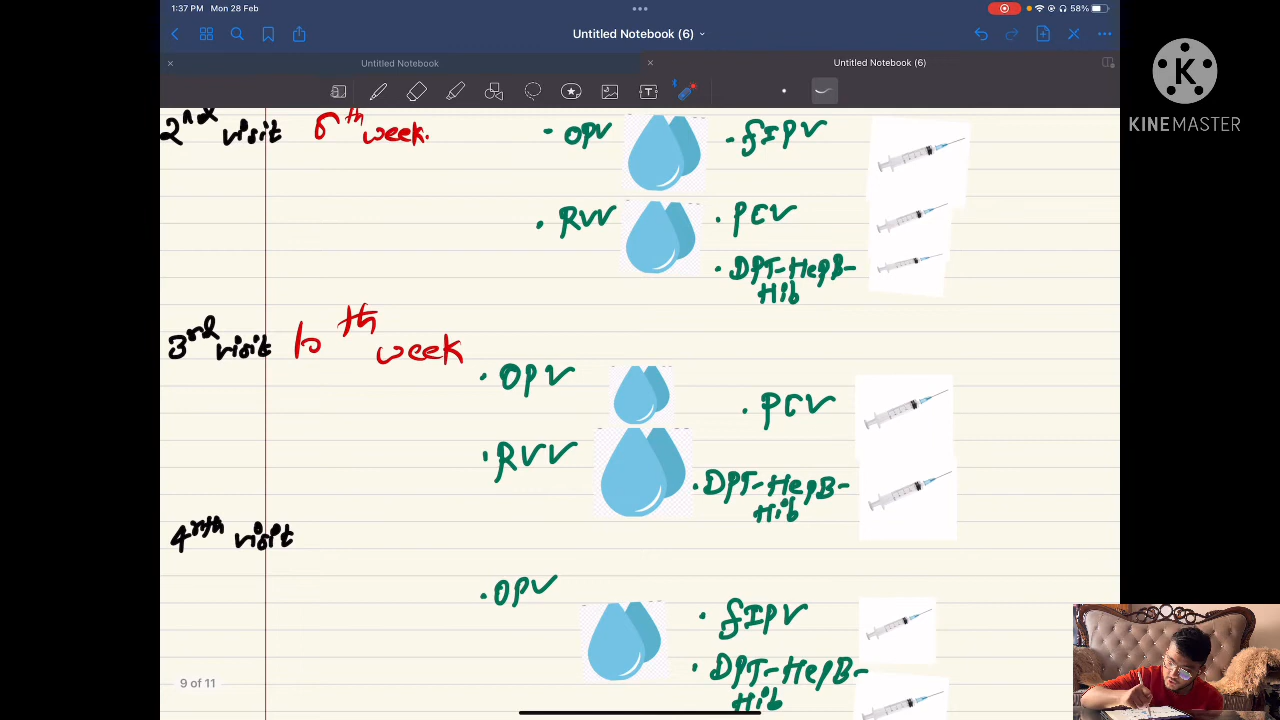 1:37 PM Mon 28 Feb
58%
Untitled Notebook (6)
Untitled Notebook
Untitled Notebook (6)
K
KINEMASTER
2nd visit 6th week.
• OPV
• fIPV
• RVV
• PCV
• DPT-HepB-
Hib
3rd visit 10th week
• OPV
• PCV
• RVV
• DPT-HepB-
Hib
4rth visit
• OPV
• fIPV
• DPT-HepB-
Hib
9 of 11